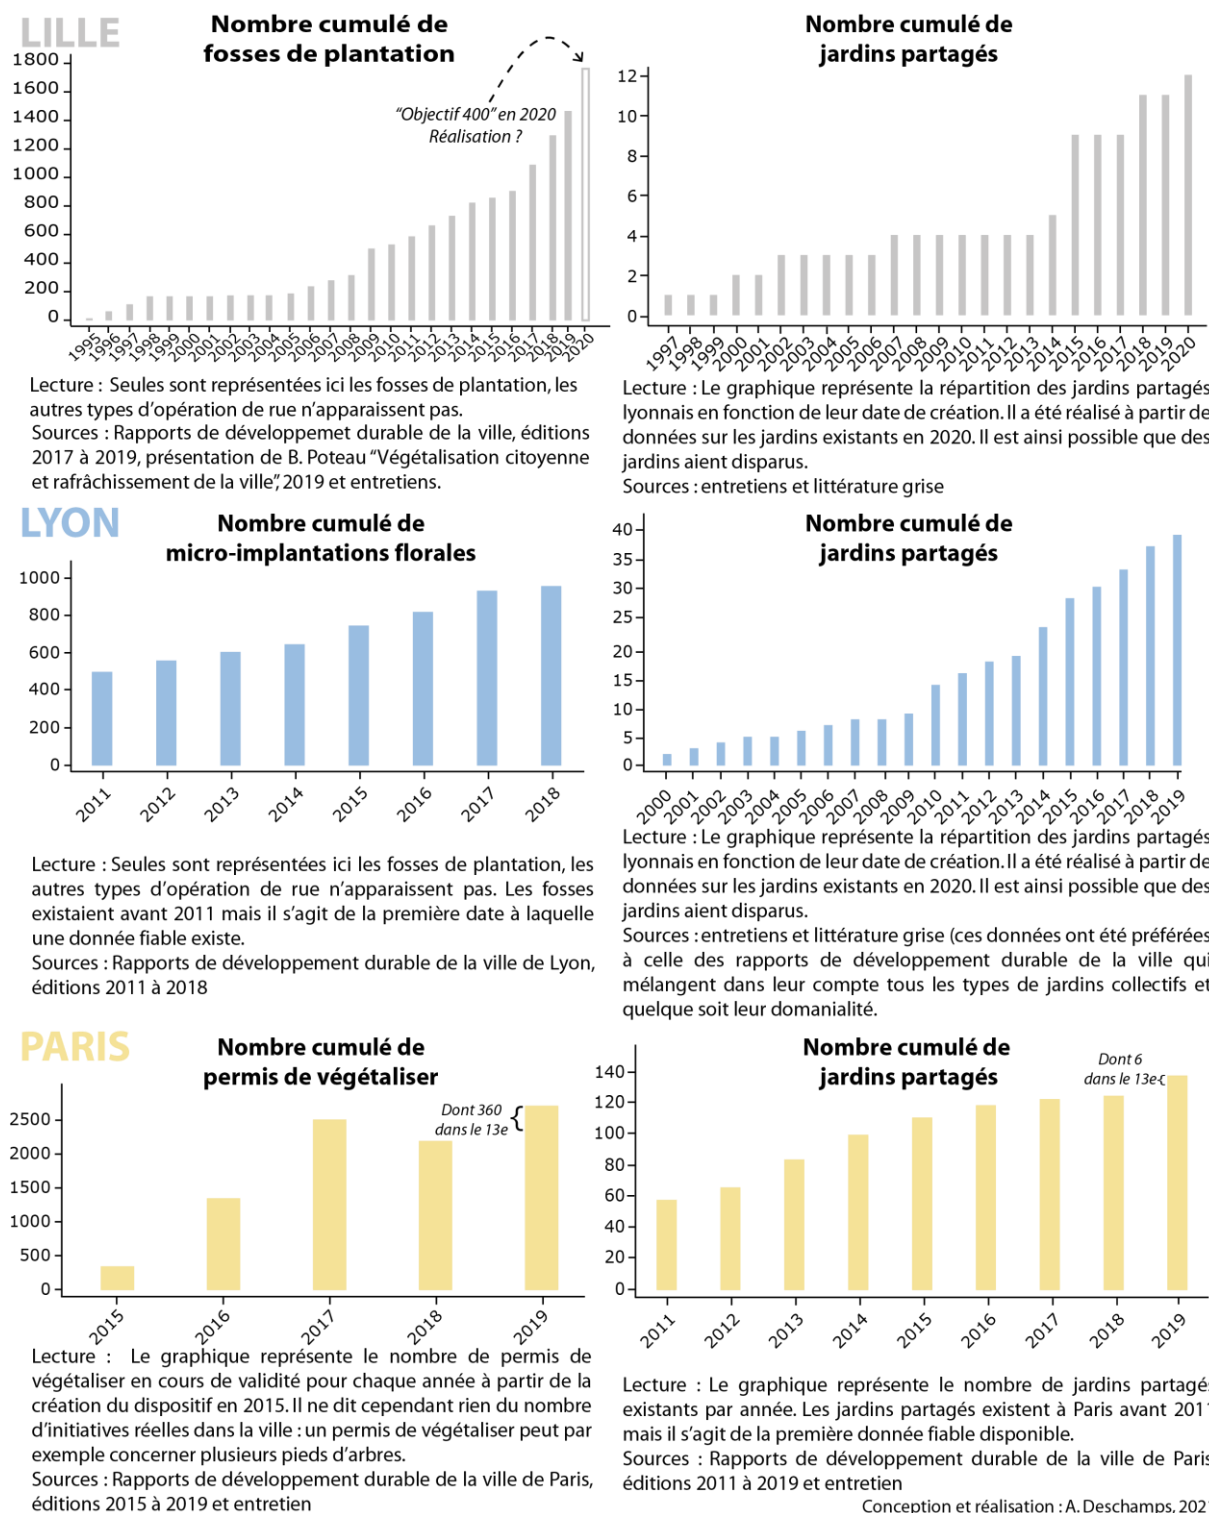 LILLE
Nombre cumulé de
fosses de plantation
1800
1600
1400
1200
1000
800
600
400
200
0
"Objectif 400" en 2020
Réalisation ?
1995
1996
1997
1998
1999
2000
2001
2002
2003
2004
2005
2006
2007
2008
2009
2010
2011
2012
2013
2014
2015
2016
2017
2018
2019
2020
Lecture : Seules sont représentées ici les fosses de plantation, les
autres types d'opération de rue n'apparaissent pas.
Sources : Rapports de développemet durable de la ville, éditions
2017 à 2019, présentation de B. Poteau "Végétalisation citoyenne
et rafrâchissement de la ville", 2019 et entretiens.
Nombre cumulé de
jardins partagés
12
10
8
6
4
2
0
1997
1998
1999
2000
2001
2002
2003
2004
2005
2006
2007
2008
2009
2010
2011
2012
2013
2014
2015
2016
2017
2018
2019
2020
Lecture : Le graphique représente la répartition des jardins partagés
lyonnais en fonction de leur date de création. Il a été réalisé à partir de
données sur les jardins existants en 2020. Il est ainsi possible que des
jardins aient disparus.
Sources : entretiens et littérature grise
LYON
Nombre cumulé de
micro-implantations florales
1000
800
600
400
200
0
2011
2012
2013
2014
2015
2016
2017
2018
Lecture : Seules sont représentées ici les fosses de plantation, les
autres types d'opération de rue n'apparaissent pas. Les fosses
existaient avant 2011 mais il s'agit de la première date à laquelle
une donnée fiable existe.
Sources : Rapports de développement durable de la ville de Lyon,
éditions 2011 à 2018
Nombre cumulé de
jardins partagés
40
35
30
25
20
15
10
5
0
2000
2001
2002
2003
2004
2005
2006
2007
2008
2009
2010
2011
2012
2013
2014
2015
2016
2017
2018
2019
Lecture : Le graphique représente la répartition des jardins partagés
lyonnais en fonction de leur date de création. Il a été réalisé à partir de
données sur les jardins existants en 2020. Il est ainsi possible que des
jardins aient disparus.
Sources : entretiens et littérature grise (ces données ont été préférées
à celle des rapports de développement durable de la ville qui
mélangent dans leur compte tous les types de jardins collectifs et
quelque soit leur domanialité.
PARIS
Nombre cumulé de
permis de végétaliser
2500
2000
1500
1000
500
0
Dont 360
dans le 13e
2015
2016
2017
2018
2019
Lecture : Le graphique représente le nombre de permis de
végétaliser en cours de validité pour chaque année à partir de la
création du dispositif en 2015. Il ne dit cependant rien du nombre
d'initiatives réelles dans la ville : un permis de végétaliser peut par
exemple concerner plusieurs pieds d'arbres.
Sources : Rapports de développement durable de la ville de Paris,
éditions 2015 à 2019 et entretien
Nombre cumulé de
jardins partagés
140
120
100
80
60
40
20
0
Dont 6
dans le 13e
2011
2012
2013
2014
2015
2016
2017
2018
2019
Lecture : Le graphique représente le nombre de jardins partagés
existants par année. Les jardins partagés existent à Paris avant 2011
mais il s'agit de la première donnée fiable disponible.
Sources : Rapports de développement durable de la ville de Paris
éditions 2011 à 2019 et entretien
Conception et réalisation : A. Deschamps, 2021